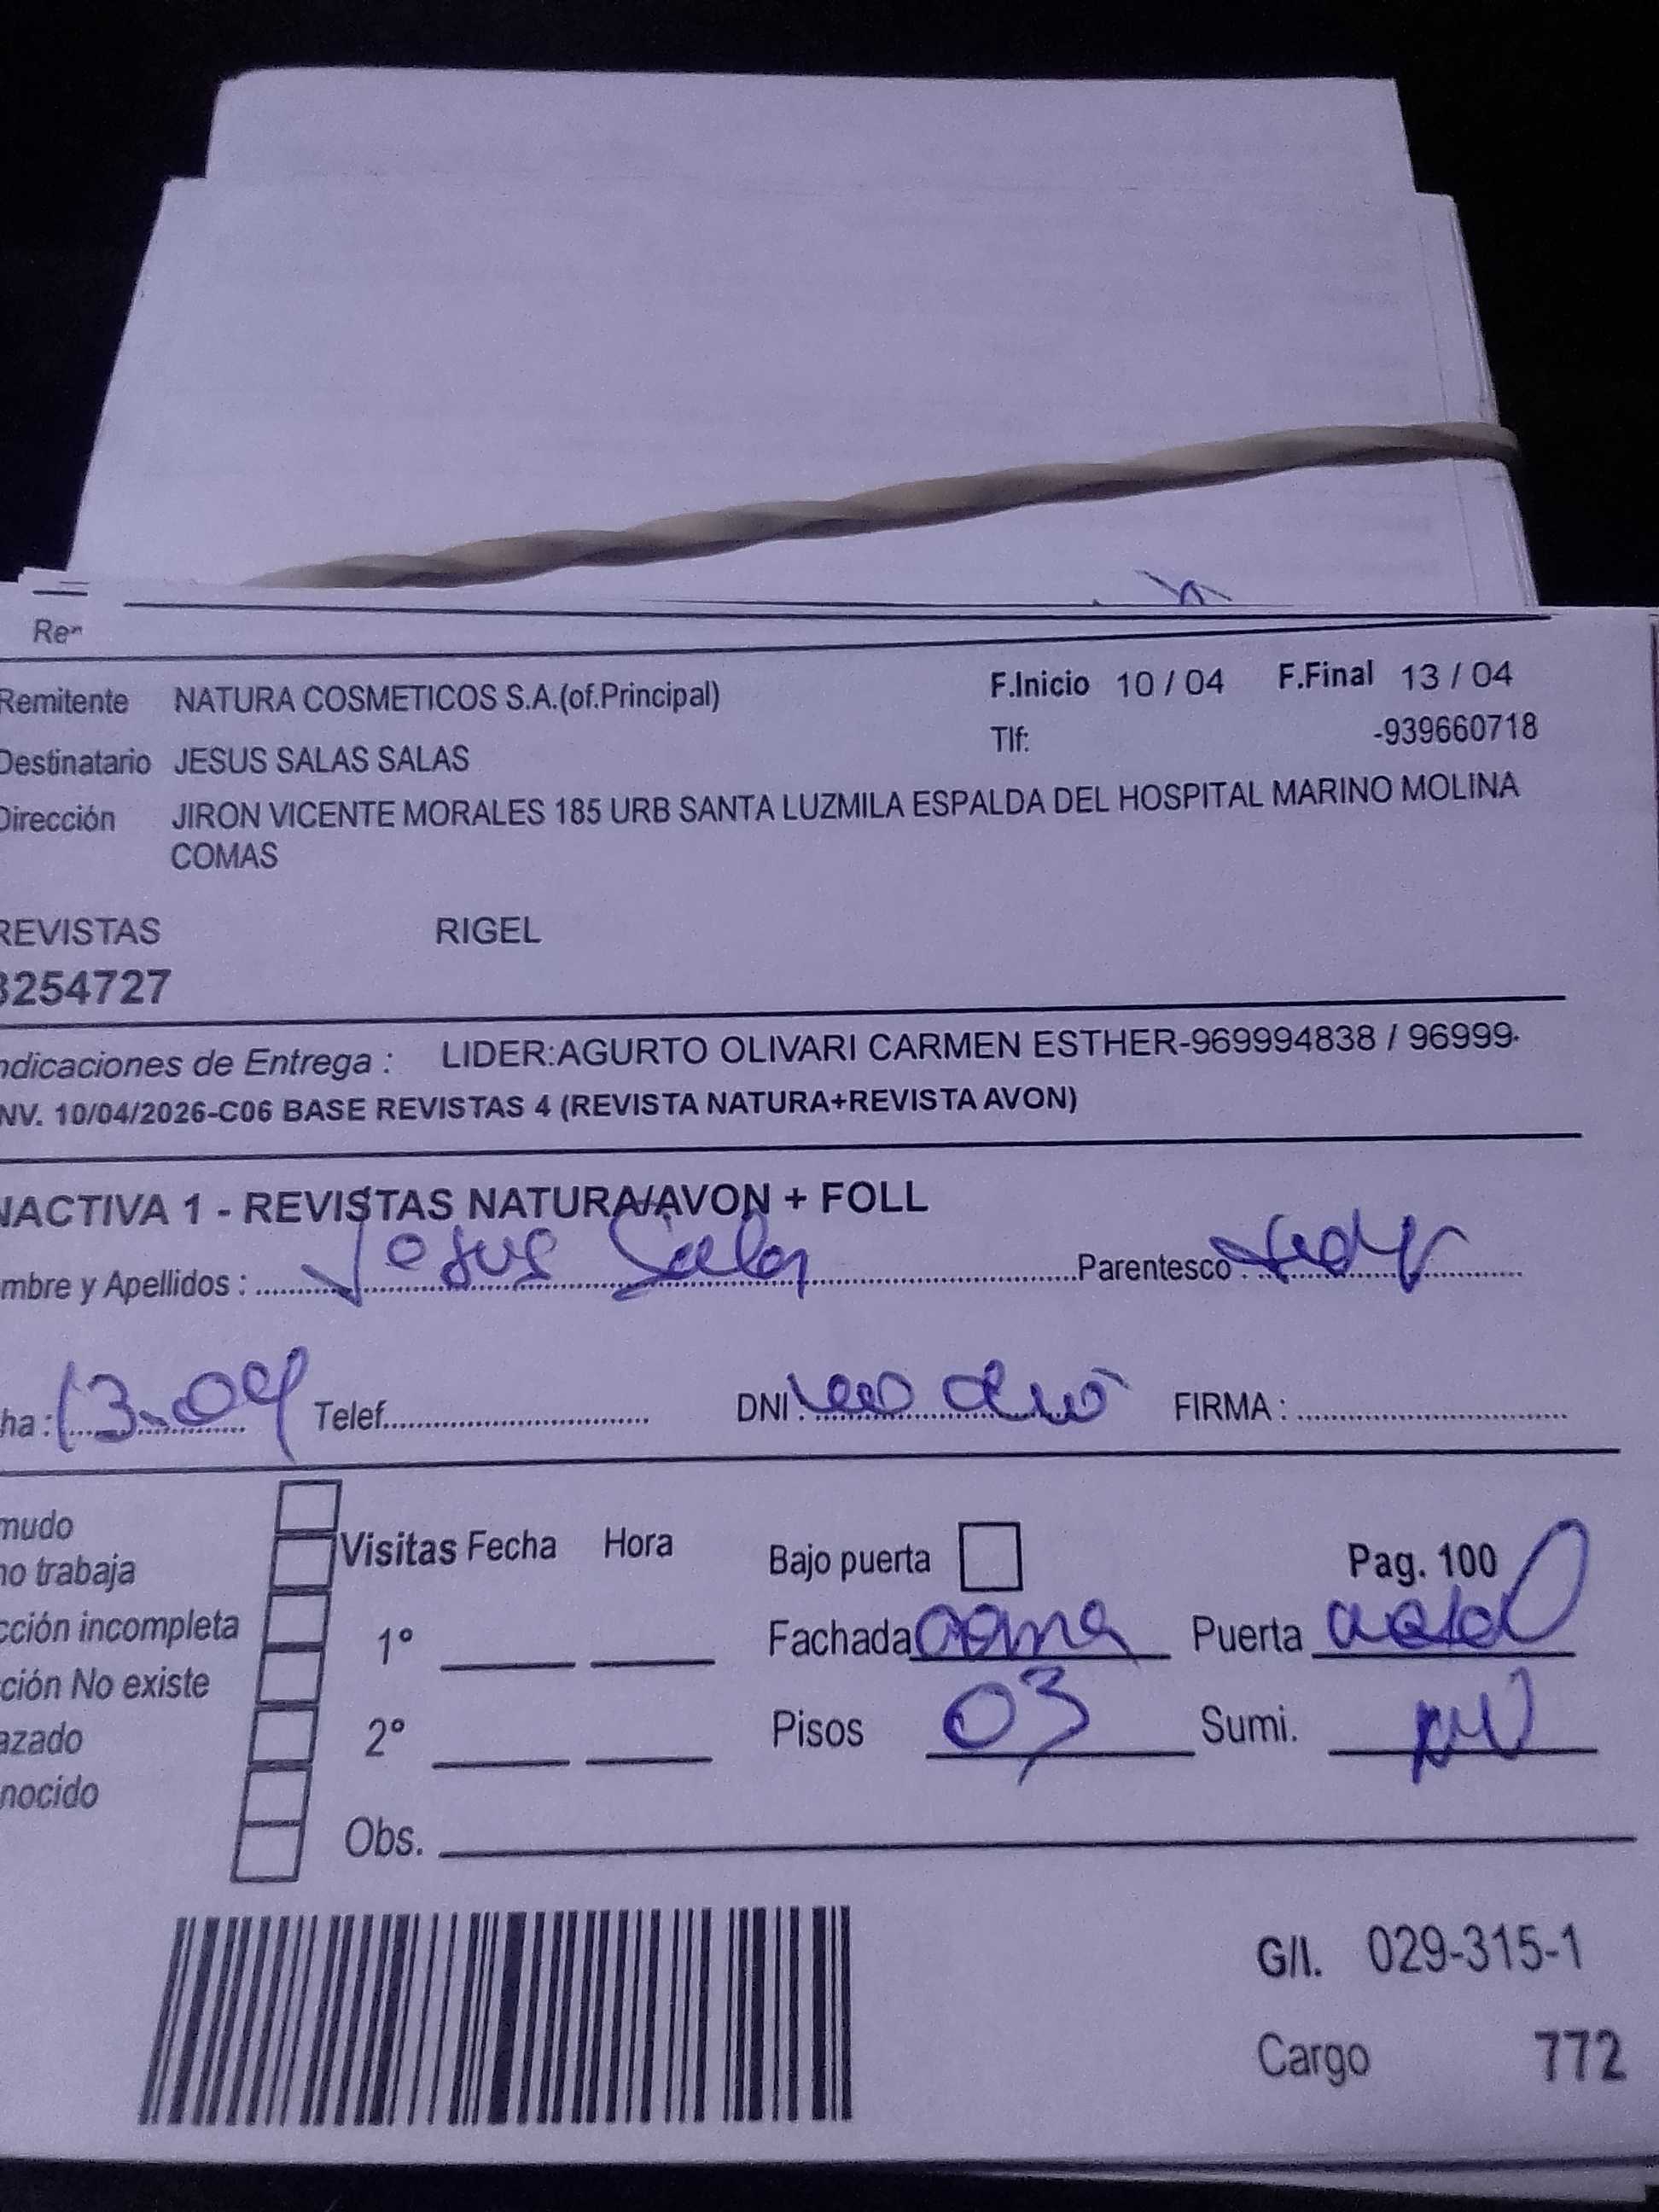 Rem
Remitente NATURA COSMETICOS S.A.(of.Principal) F.Inicio 10 / 04 F.Final 13 / 04
Tlf: -939660718
Destinatario JESUS SALAS SALAS
Dirección JIRON VICENTE MORALES 185 URB SANTA LUZMILA ESPALDA DEL HOSPITAL MARINO MOLINA
COMAS
REVISTAS RIGEL
3254727
ndicaciones de Entrega : LIDER:AGURTO OLIVARI CARMEN ESTHER-969994838 / 96999
NV. 10/04/2026-C06 BASE REVISTAS 4 (REVISTA NATURA+REVISTA AVON)
NACTIVA 1 - REVISTAS NATURA/AVON + FOLL
mbre y Apellidos : Jesus Salas Parentesco :
ha : 13-04 Telef. DNI : FIRMA :
mudo
no trabaja Visitas Fecha Hora Bajo puerta Pag. 100
cción incompleta 1° Fachada Puerta
ción No existe
azado 2° Pisos 03 Sumi.
nocido
Obs.
G/I. 029-315-1
Cargo 772